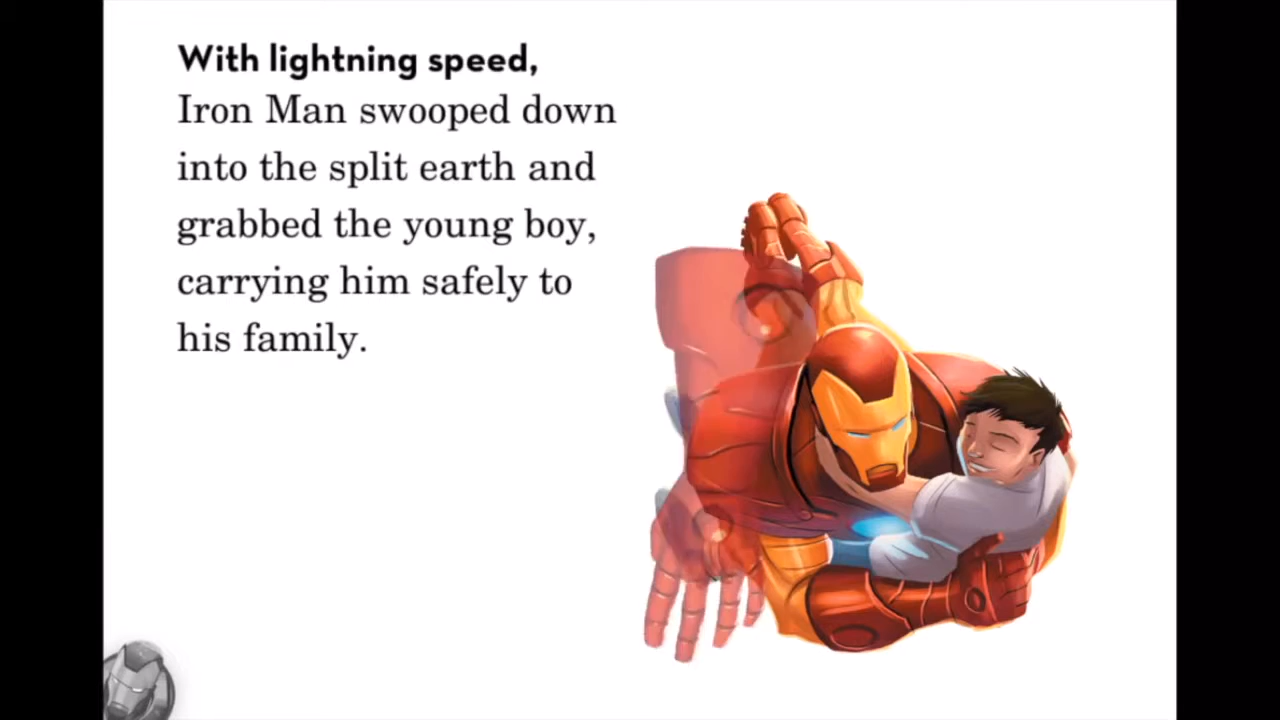 With lightning speed,
Iron Man swooped down
into the split earth and
grabbed the young boy,
carrying him safely to
his family.